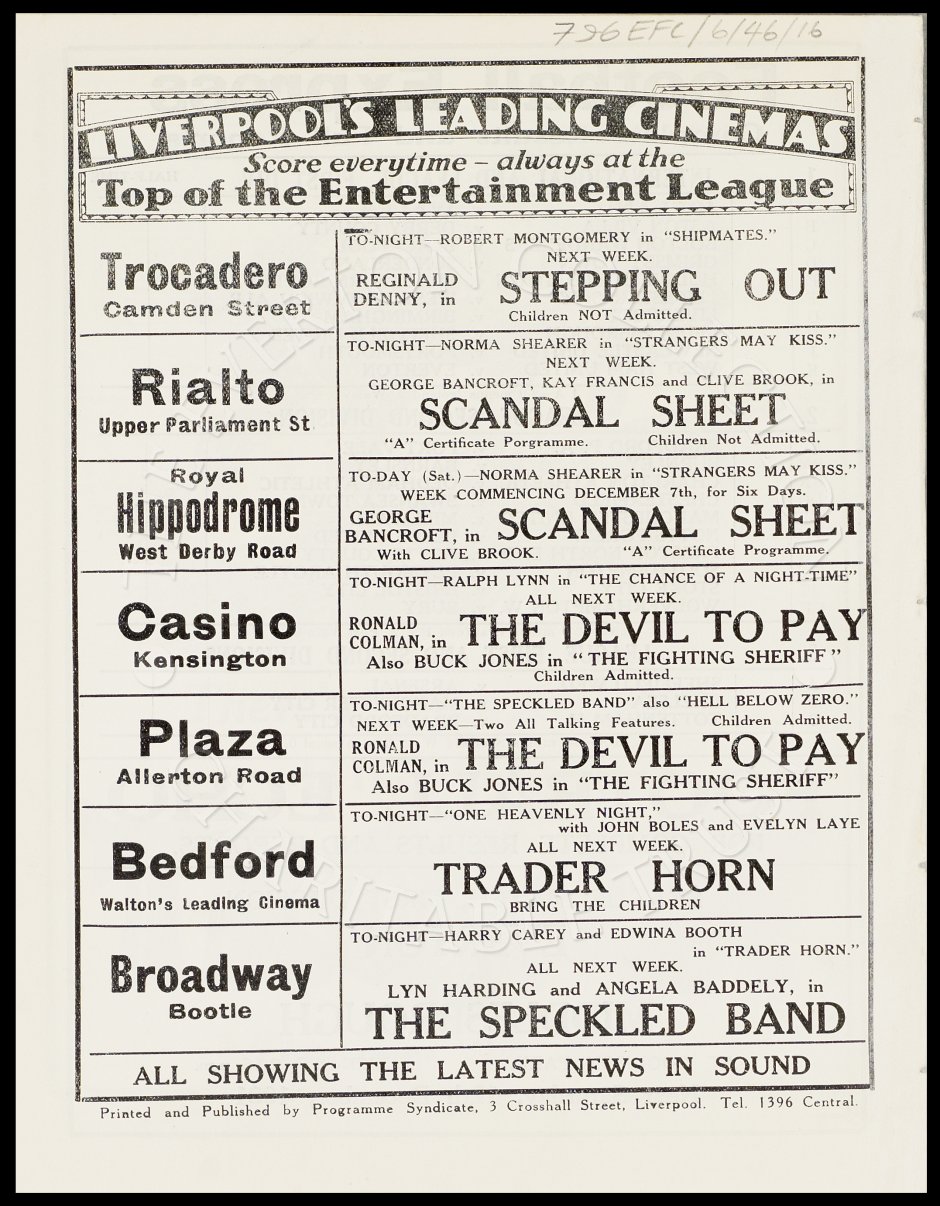 796EFC/6/46/16
LIVERPOOL'S LEADING CINEMAS
Score everytime – always at the
Top of the Entertainment League
Trocadero
Camden Street
TO-NIGHT—ROBERT MONTGOMERY in "SHIPMATES."
NEXT WEEK.
REGINALD DENNY, in STEPPING OUT
Children NOT Admitted.
Rialto
Upper Parliament St
TO-NIGHT—NORMA SHEARER in "STRANGERS MAY KISS."
NEXT WEEK.
GEORGE BANCROFT, KAY FRANCIS and CLIVE BROOK, in
SCANDAL SHEET
"A" Certificate Porgramme. Children Not Admitted.
Royal
Hippodrome
West Derby Road
TO-DAY (Sat.)—NORMA SHEARER in "STRANGERS MAY KISS."
WEEK COMMENCING DECEMBER 7th, for Six Days.
GEORGE BANCROFT, in SCANDAL SHEET
With CLIVE BROOK. "A" Certificate Programme.
Casino
Kensington
TO-NIGHT—RALPH LYNN in "THE CHANCE OF A NIGHT-TIME"
ALL NEXT WEEK.
RONALD COLMAN, in THE DEVIL TO PAY
Also BUCK JONES in "THE FIGHTING SHERIFF"
Children Admitted.
Plaza
Allerton Road
TO-NIGHT—"THE SPECKLED BAND" also "HELL BELOW ZERO."
NEXT WEEK—Two All Talking Features. Children Admitted.
RONALD COLMAN, in THE DEVIL TO PAY
Also BUCK JONES in "THE FIGHTING SHERIFF"
Bedford
Walton's Leading Cinema
TO-NIGHT—"ONE HEAVENLY NIGHT,"
with JOHN BOLES and EVELYN LAYE
ALL NEXT WEEK.
TRADER HORN
BRING THE CHILDREN
Broadway
Bootle
TO-NIGHT—HARRY CAREY and EDWINA BOOTH
in "TRADER HORN."
ALL NEXT WEEK.
LYN HARDING and ANGELA BADDELY, in
THE SPECKLED BAND
ALL SHOWING THE LATEST NEWS IN SOUND
Printed and Published by Programme Syndicate, 3 Crosshall Street, Liverpool. Tel. 1396 Central.